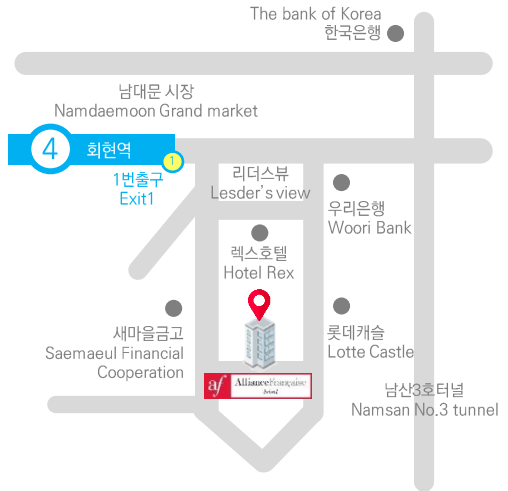 The bank of Korea
한국은행
남대문 시장
Namdaemoon Grand market
4
회현역
1
1번출구
Exit1
리더스뷰
Lesder's view
우리은행
Woori Bank
렉스호텔
Hotel Rex
새마을금고
Saemaeul Financial
Cooperation
롯데캐슬
Lotte Castle
af
AllianceFrançaise
남산3호터널
Namsan No.3 tunnel